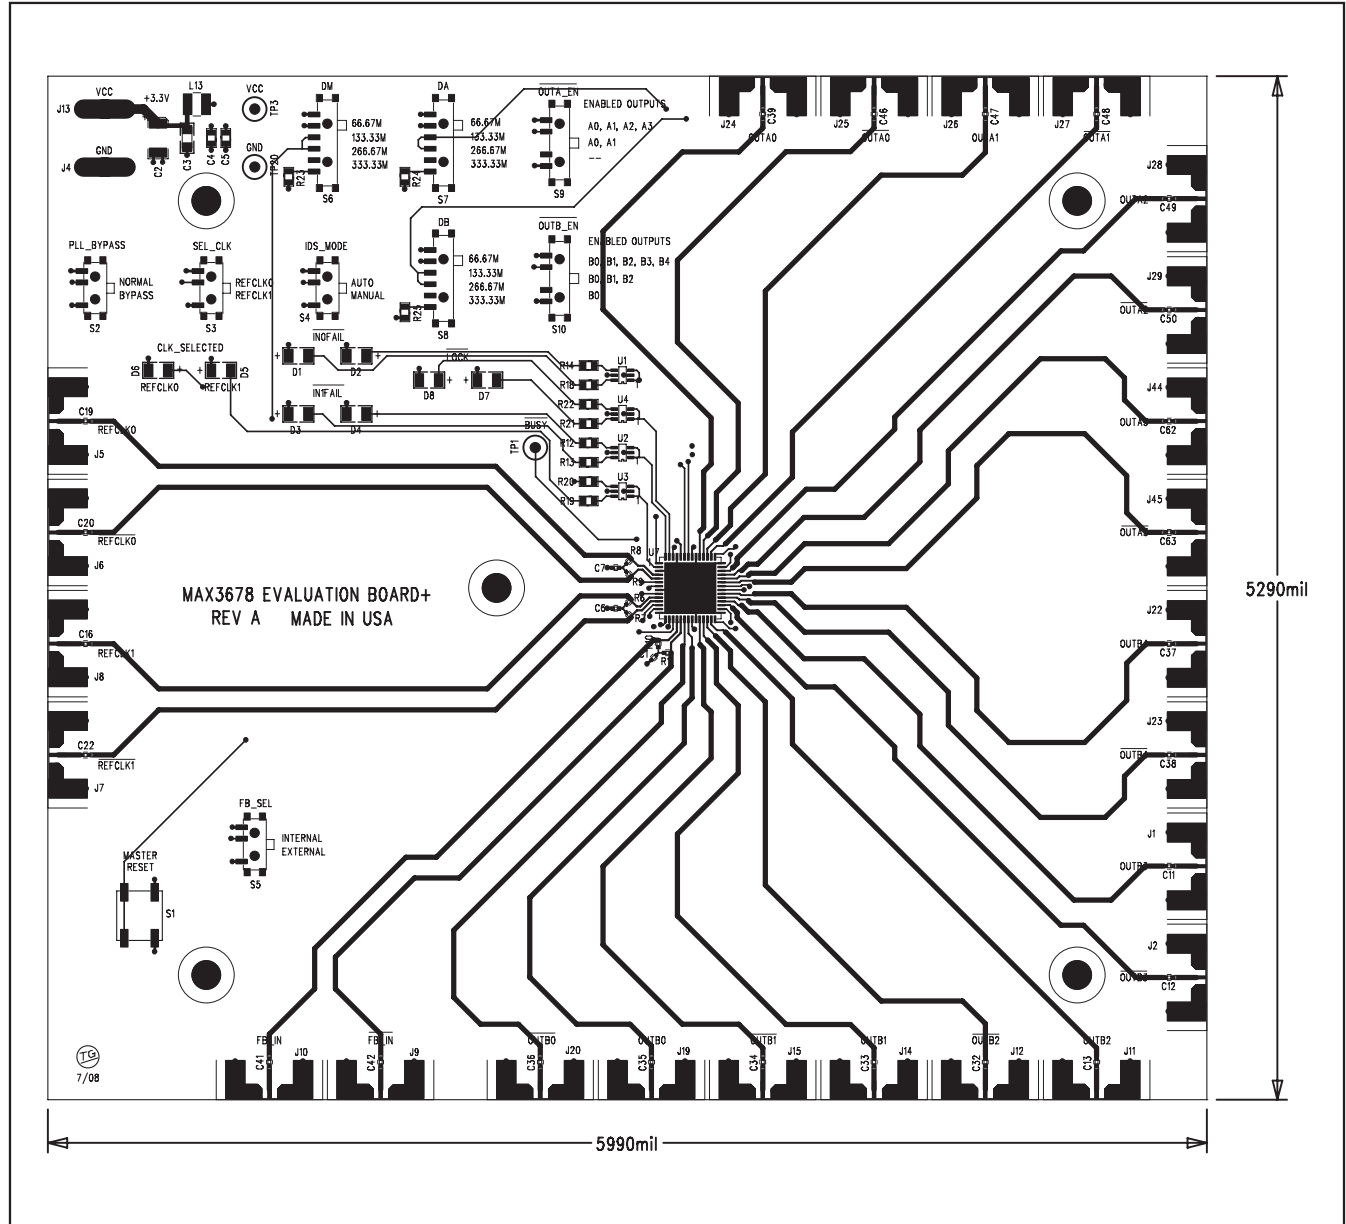 VCC
L13
VCC
DM
DA
OUTA_EN
J13
+3.3V
TP3
ENABLED OUTPUTS
66.67M
133.33M
266.67M
333.33M
66.67M
133.33M
266.67M
333.33M
A0, A1, A2, A3
A0, A1
--
GND
J4
C2
C3
C4
C5
GND
TP20
R23
S6
R24
S7
S9
J24
C39
OUTA0
J25
C46
OUTA0
J26
C47
OUTA1
J27
C48
OUTA1
J28
OUTA2
C49
PLL_BYPASS
SEL_CLK
IDS_MODE
DB
OUTB_EN
ENABLED OUTPUTS
NORMAL
BYPASS
REFCLK0
REFCLK1
AUTO
MANUAL
66.67M
133.33M
266.67M
333.33M
B0, B1, B2, B3, B4
B0, B1, B2
B0
S2
S3
S4
R25
S8
S10
J29
OUTA2
C50
CLK_SELECTED
IN0FAIL
LOCK
D6
REFCLK0
D5
REFCLK1
D1
D2
IN1FAIL
D8
D7
D3
D4
R14
R18
U1
R22
R21
U4
BUSY
TP1
R12
R13
U2
R20
R19
U3
J44
C62
J45
C63
C19
REFCLK0
J5
C20
REFCLK0
J6
R8
U7
C7
R9
C6
R6
MAX3678 EVALUATION BOARD+
REV A MADE IN USA
5290mil
J22
C37
C16
REFCLK1
J8
J23
C38
C22
REFCLK1
J7
FB_SEL
INTERNAL
EXTERNAL
S5
MASTER
RESET
S1
J1
C11
J2
C12
TG
7/08
FB_IN
C41
J10
FB_IN
C42
J9
OUTB0
C36
J20
OUTB0
C35
J19
OUTB1
C34
J15
OUTB1
C33
J14
OUTB2
C32
J12
OUTB2
C13
J11
5990mil